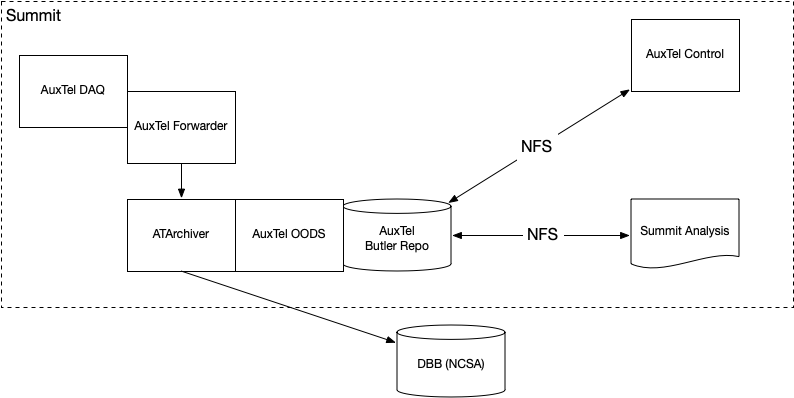 Summit
AuxTel Control
AuxTel DAQ
AuxTel Forwarder
NFS
ATArchiver
AuxTel OODS
AuxTel
Butler Repo
NFS
Summit Analysis
DBB (NCSA)